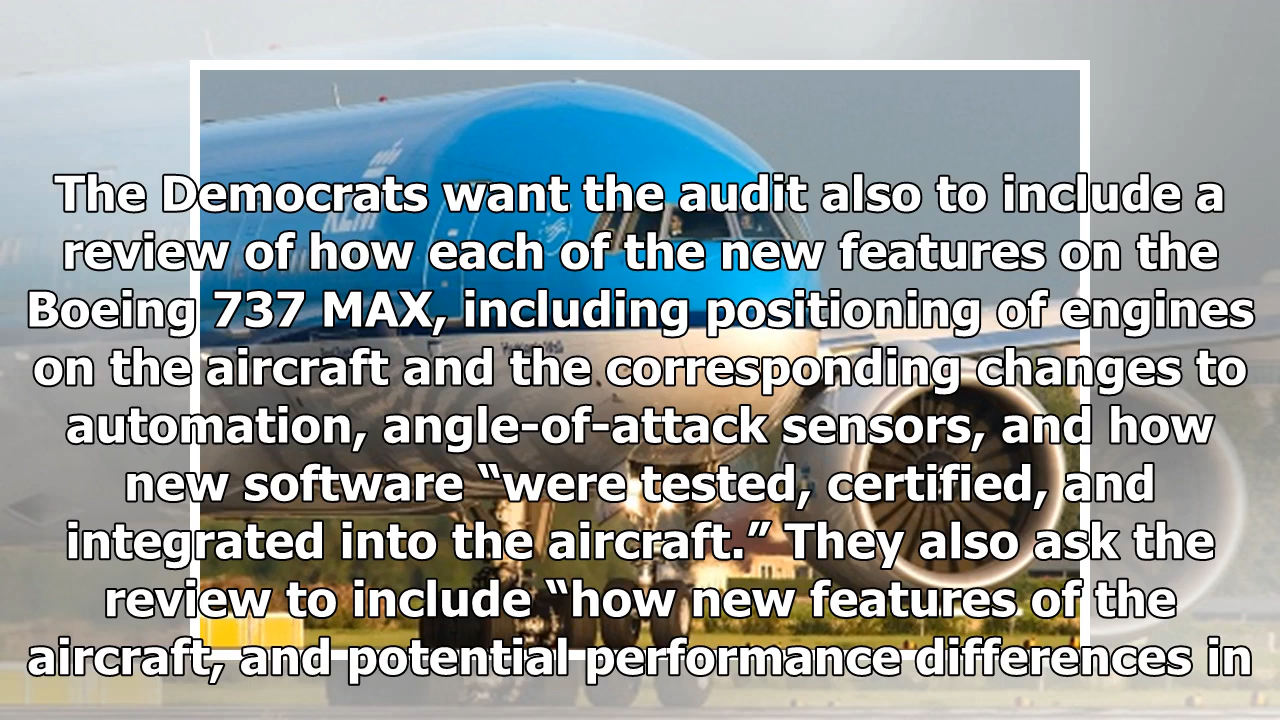 The Democrats want the audit also to include a
review of how each of the new features on the
Boeing 737 MAX, including positioning of engines
on the aircraft and the corresponding changes to
automation, angle-of-attack sensors, and how
new software “were tested, certified, and
integrated into the aircraft.” They also ask the
review to include “how new features of the
aircraft, and potential performance differences in